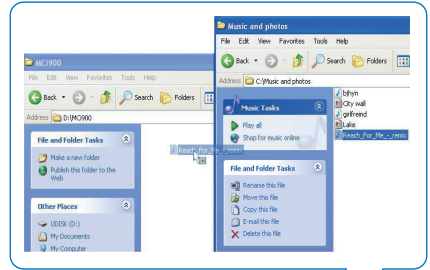 MCI900
File Edit View Favorites Tools Help
Back Search Folders
Address D:\MCI900
File and Folder Tasks
Make a new folder
Publish this folder to the
Web
Other Places
UDISK (D:)
My Documents
My Computer
Reach_For_Me_-_remix
Music and photos
File Edit View Favorites Tools Help
Back Search Folders
Address C:\Music and photos
Music Tasks
Play all
Shop for music online
File and Folder Tasks
Rename this file
Move this file
Copy this file
E-mail this file
Delete this file
bjhyn
City wall
girlfreind
Lake
Reach_For_Me_-_remix